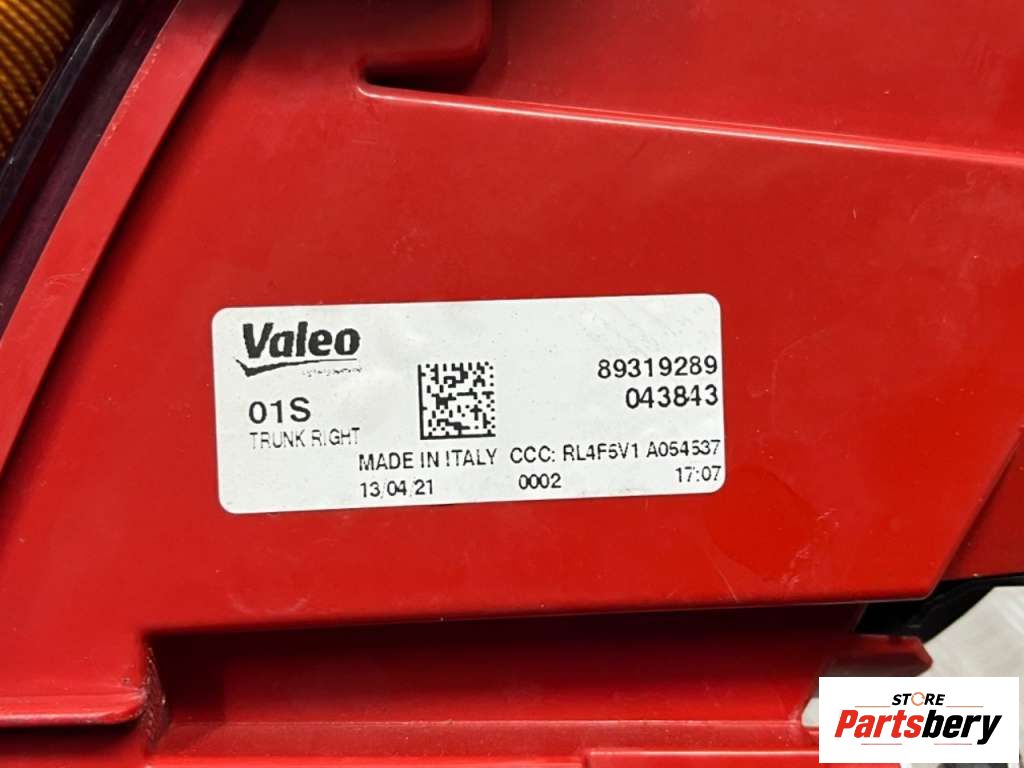 Valeo
01S
TRUNK RIGHT
89319289
043843
MADE IN ITALY CCC: RL4F6V1 A054537
13/04/21 0002 17:07
STORE
Partsbery